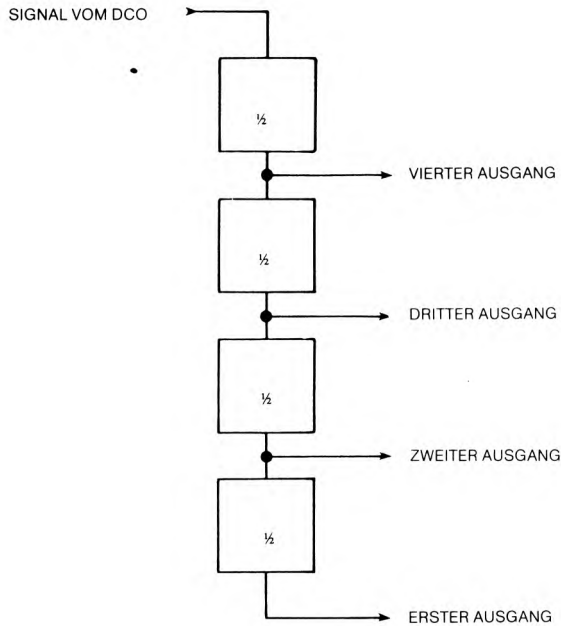 SIGNAL VOM DCO
½
VIERTER AUSGANG
½
DRITTER AUSGANG
½
ZWEITER AUSGANG
½
ERSTER AUSGANG